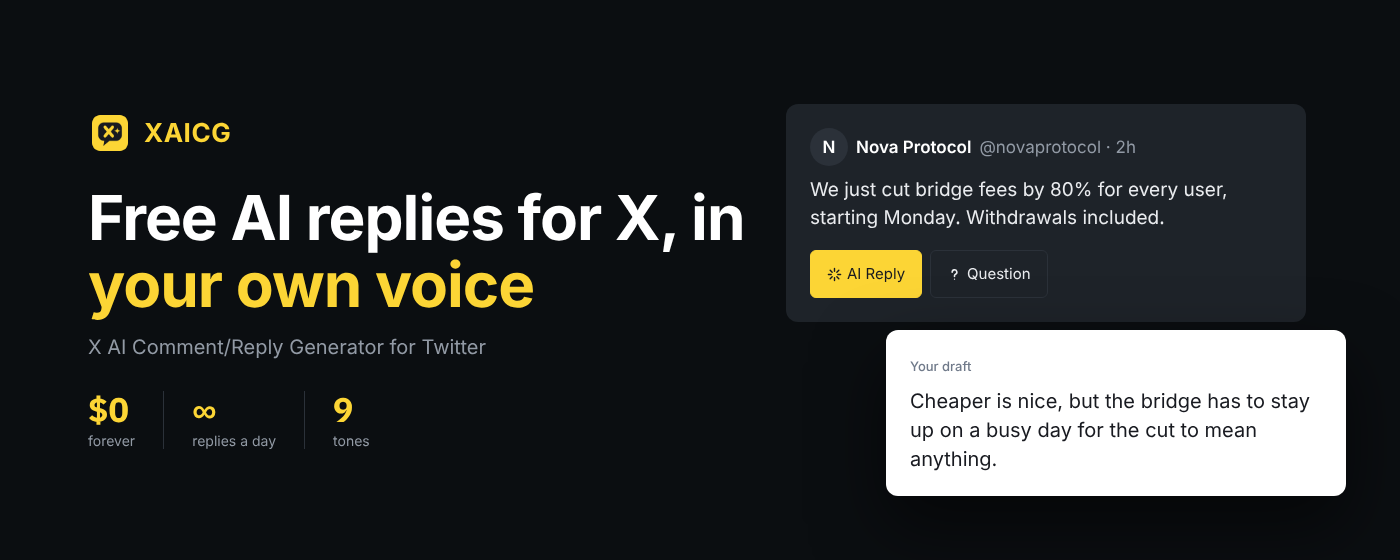 XAICG
Free AI replies for X, in
your own voice
X AI Comment/Reply Generator for Twitter
$0
forever
∞
replies a day
9
tones
N
Nova Protocol @novaprotocol · 2h
We just cut bridge fees by 80% for every user,
starting Monday. Withdrawals included.
AI Reply
? Question
Your draft
Cheaper is nice, but the bridge has to stay
up on a busy day for the cut to mean
anything.